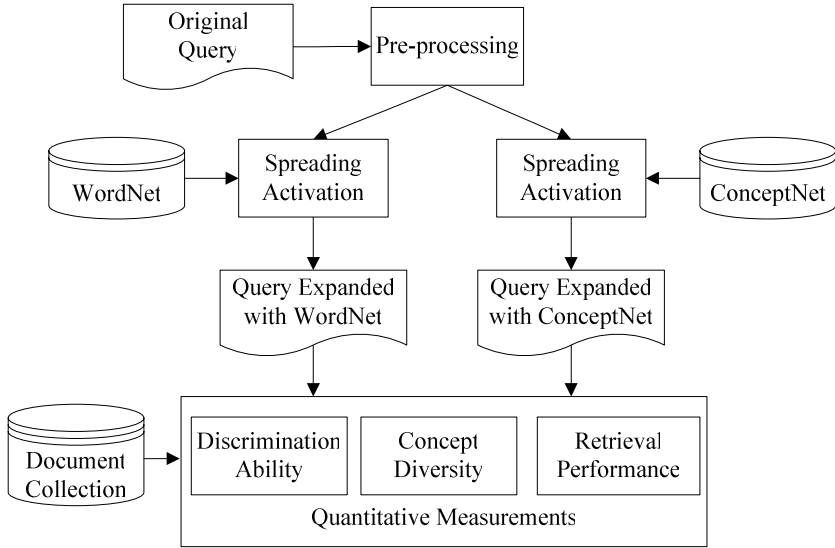 Original
Query
Pre-processing
WordNet
Spreading
Activation
Spreading
Activation
ConceptNet
Query Expanded
with WordNet
Query Expanded
with ConceptNet
Document
Collection
Discrimination
Ability
Concept
Diversity
Retrieval
Performance
Quantitative Measurements